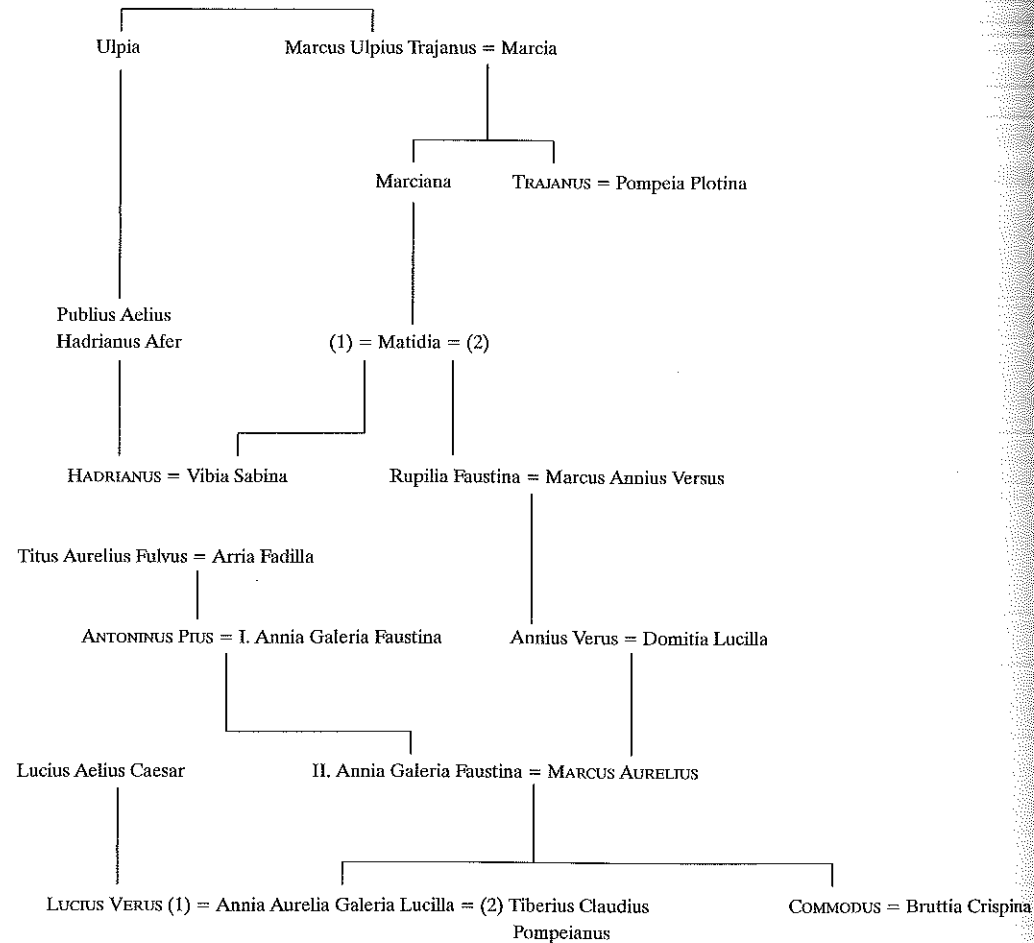 Ulpia Marcus Ulpius Trajanus = Marcia
Marciana TRAJANUS = Pompeia Plotina
Publius Aelius
Hadrianus Afer (1) = Matidia = (2)
HADRIANUS = Vibia Sabina Rupilia Faustina = Marcus Annius Versus
Titus Aurelius Fulvus = Arria Fadilla
ANTONINUS PIUS = I. Annia Galeria Faustina Annius Verus = Domitia Lucilla
Lucius Aelius Caesar II. Annia Galeria Faustina = MARCUS AURELIUS
LUCIUS VERUS (1) = Annia Aurelia Galeria Lucilla = (2) Tiberius Claudius COMMODUS = Bruttia Crispina
Pompeianus